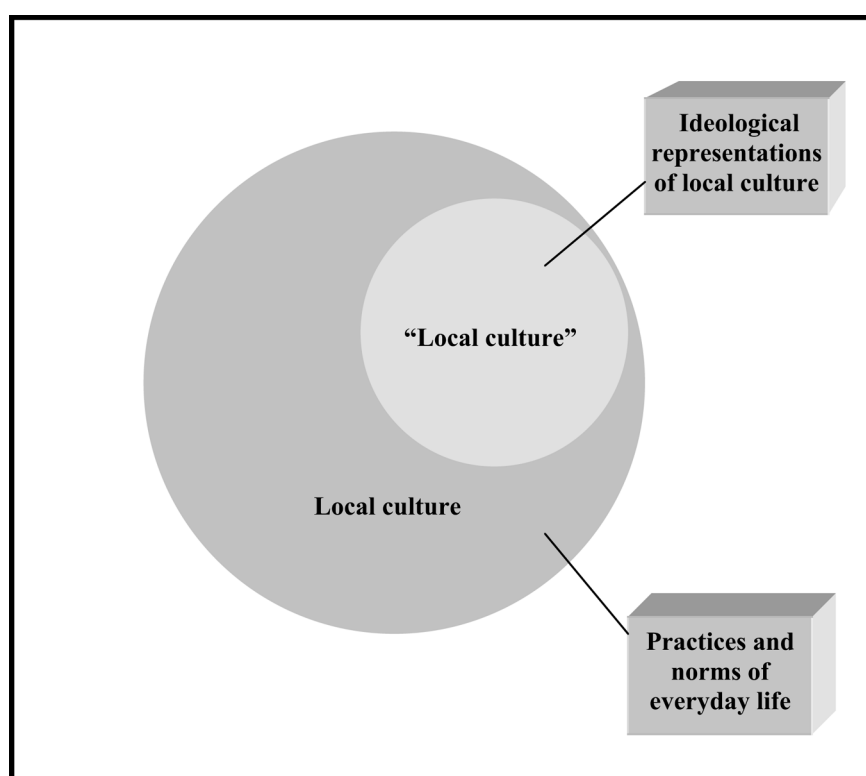 Ideological
representations
of local culture
“Local culture”
Local culture
Practices and
norms of
everyday life